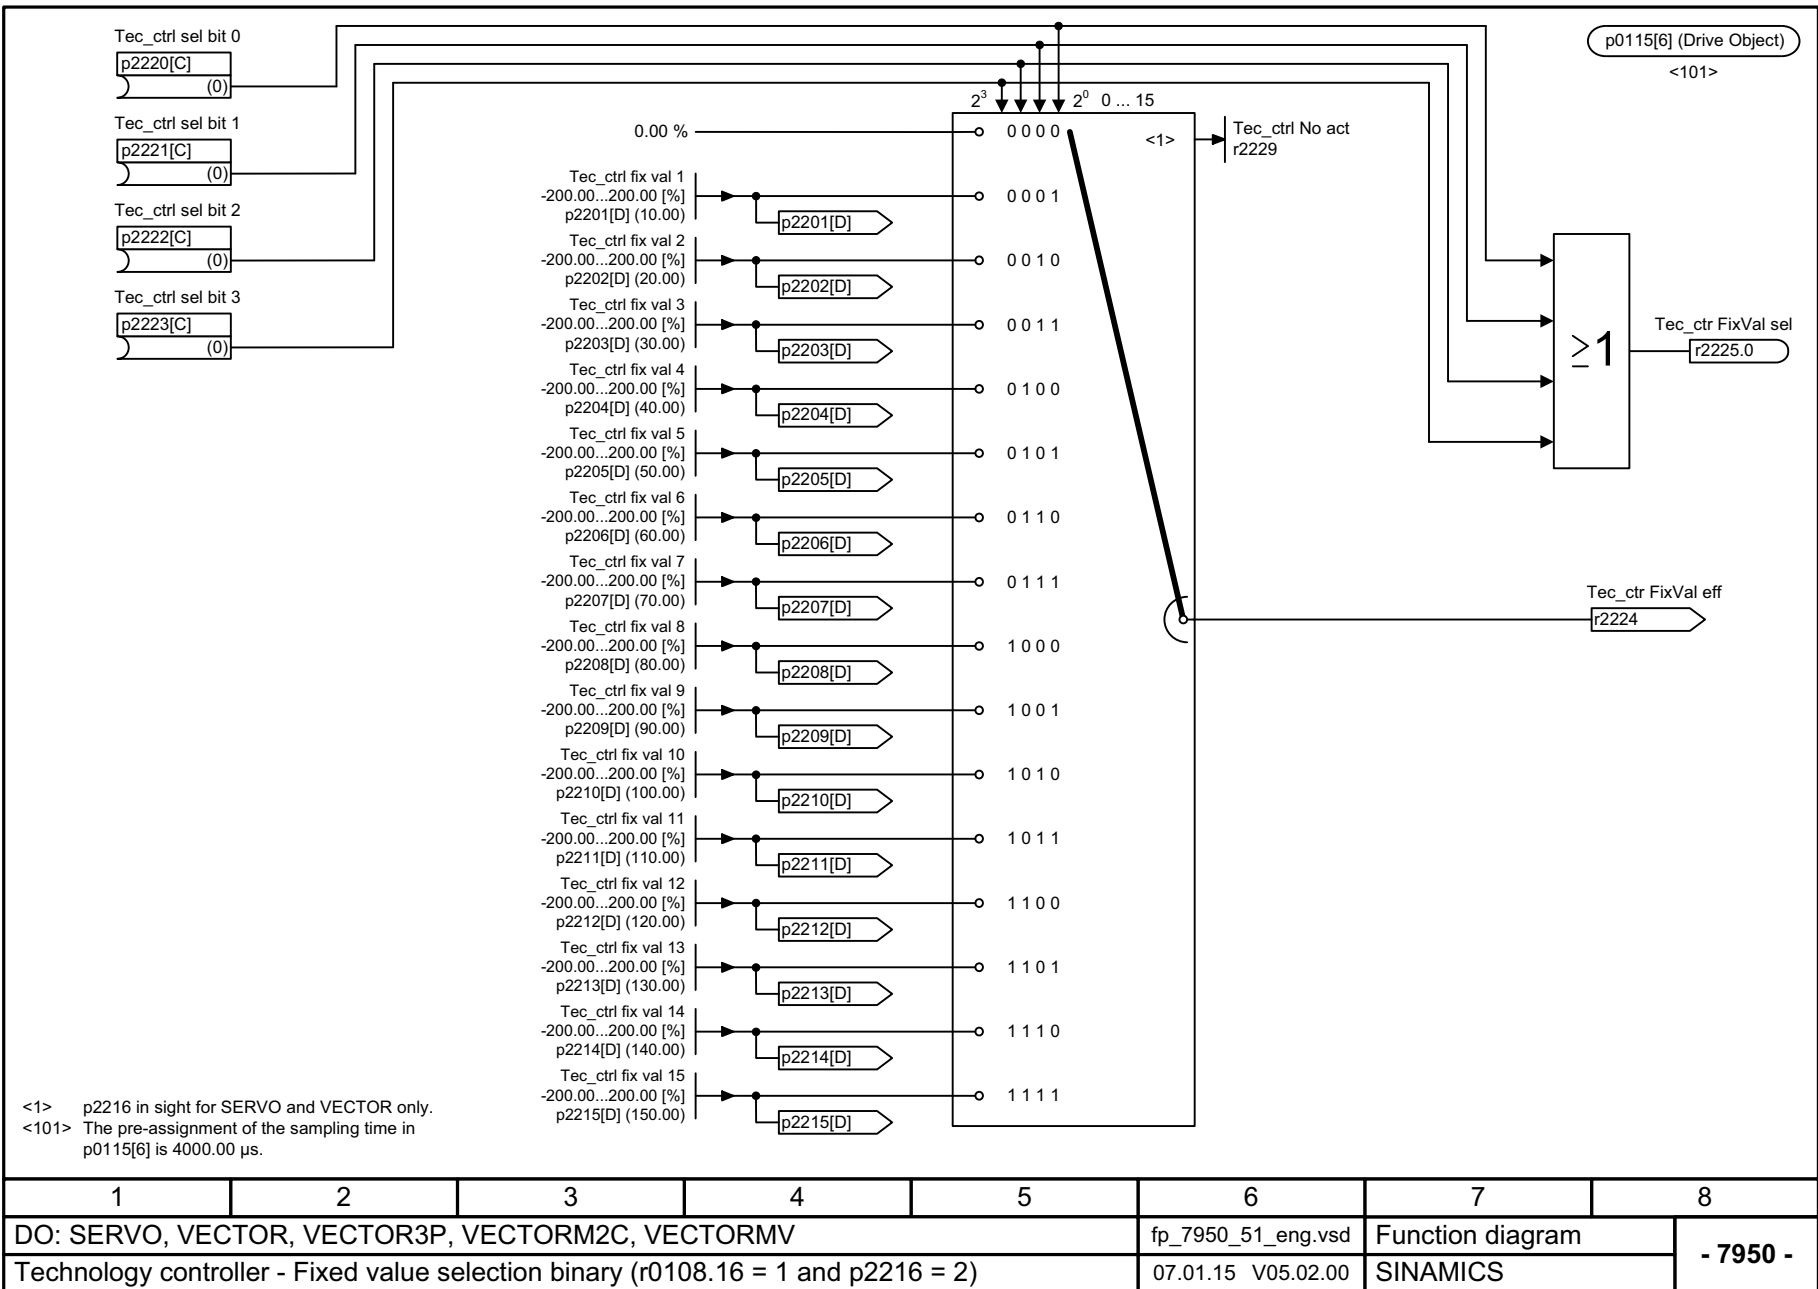 Tec_ctrl sel bit 0
p2220[C]
(0)
Tec_ctrl sel bit 1
p2221[C]
(0)
Tec_ctrl sel bit 2
p2222[C]
(0)
Tec_ctrl sel bit 3
p2223[C]
(0)
p0115[6] (Drive Object)
<101>
2³ 2⁰ 0 ... 15
0.00 % 0 0 0 0
<1>
Tec_ctrl No act
r2229
Tec_ctrl fix val 1
-200.00...200.00 [%] 0 0 0 1
p2201[D] (10.00)
p2201[D]
Tec_ctrl fix val 2
-200.00...200.00 [%] 0 0 1 0
p2202[D] (20.00)
p2202[D]
Tec_ctrl fix val 3
-200.00...200.00 [%] 0 0 1 1
p2203[D] (30.00)
p2203[D]
Tec_ctrl fix val 4
-200.00...200.00 [%] 0 1 0 0
p2204[D] (40.00)
p2204[D]
Tec_ctrl fix val 5
-200.00...200.00 [%] 0 1 0 1
p2205[D] (50.00)
p2205[D]
Tec_ctrl fix val 6
-200.00...200.00 [%] 0 1 1 0
p2206[D] (60.00)
p2206[D]
Tec_ctrl fix val 7
-200.00...200.00 [%] 0 1 1 1
p2207[D] (70.00)
p2207[D]
Tec_ctrl fix val 8
-200.00...200.00 [%] 1 0 0 0
p2208[D] (80.00)
p2208[D]
Tec_ctrl fix val 9
-200.00...200.00 [%] 1 0 0 1
p2209[D] (90.00)
p2209[D]
Tec_ctrl fix val 10
-200.00...200.00 [%] 1 0 1 0
p2210[D] (100.00)
p2210[D]
Tec_ctrl fix val 11
-200.00...200.00 [%] 1 0 1 1
p2211[D] (110.00)
p2211[D]
Tec_ctrl fix val 12
-200.00...200.00 [%] 1 1 0 0
p2212[D] (120.00)
p2212[D]
Tec_ctrl fix val 13
-200.00...200.00 [%] 1 1 0 1
p2213[D] (130.00)
p2213[D]
Tec_ctrl fix val 14
-200.00...200.00 [%] 1 1 1 0
p2214[D] (140.00)
p2214[D]
Tec_ctrl fix val 15
-200.00...200.00 [%] 1 1 1 1
p2215[D] (150.00)
p2215[D]
≥1
Tec_ctr FixVal sel
r2225.0
Tec_ctr FixVal eff
r2224
<1> p2216 in sight for SERVO and VECTOR only.
<101> The pre-assignment of the sampling time in
p0115[6] is 4000.00 µs.
1 2 3 4 5 6 7 8
DO: SERVO, VECTOR, VECTOR3P, VECTORM2C, VECTORMV fp_7950_51_eng.vsd Function diagram
- 7950 -
Technology controller - Fixed value selection binary (r0108.16 = 1 and p2216 = 2) 07.01.15 V05.02.00 SINAMICS